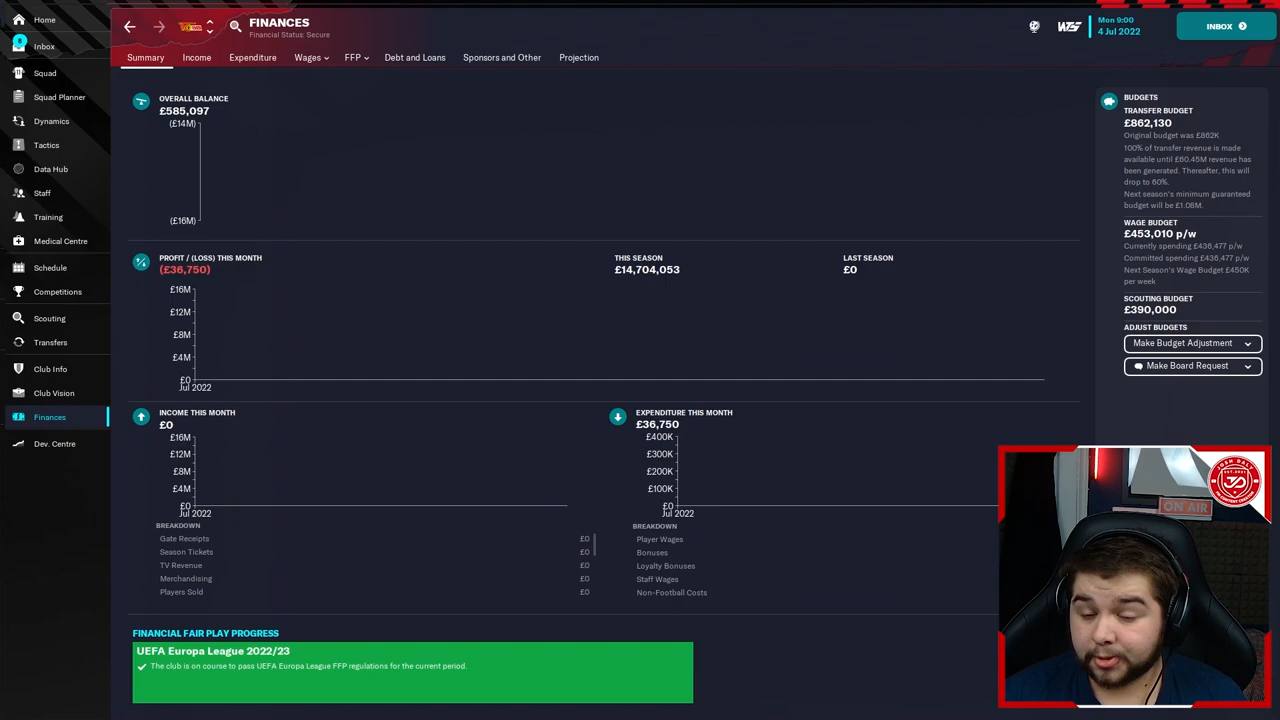 Home
Inbox
8
Squad
Squad Planner
Dynamics
Tactics
Data Hub
Staff
Training
Medical Centre
Schedule
Competitions
Scouting
Transfers
Club Info
Club Vision
Finances
Dev. Centre
FINANCES
Financial Status: Secure
Mon 9:00
4 Jul 2022
INBOX
Summary
Income
Expenditure
Wages
FFP
Debt and Loans
Sponsors and Other
Projection
OVERALL BALANCE
£585,097
(£14M)
(£16M)
PROFIT / (LOSS) THIS MONTH
(£36,750)
THIS SEASON
£14,704,053
LAST SEASON
£0
£16M
£12M
£8M
£4M
£0
Jul 2022
INCOME THIS MONTH
£0
£16M
£12M
£8M
£4M
£0
Jul 2022
BREAKDOWN
Gate Receipts £0
Season Tickets £0
TV Revenue £0
Merchandising £0
Players Sold £0
EXPENDITURE THIS MONTH
£36,750
£400K
£300K
£200K
£100K
£0
Jul 2022
BREAKDOWN
Player Wages
Bonuses
Loyalty Bonuses
Staff Wages
Non-Football Costs
FINANCIAL FAIR PLAY PROGRESS
UEFA Europa League 2022/23
The club is on course to pass UEFA Europa League FFP regulations for the current period.
BUDGETS
TRANSFER BUDGET
£862,130
Original budget was £862K
100% of transfer revenue is made
available until £60.45M revenue has
been generated. Thereafter, this will
drop to 60%.
Next season's minimum guaranteed
budget will be £1.08M.
WAGE BUDGET
£453,010 p/w
Currently spending £436,477 p/w
Committed spending £436,477 p/w
Next Season's Wage Budget £450K
per week
SCOUTING BUDGET
£390,000
ADJUST BUDGETS
Make Budget Adjustment
Make Board Request
JOSH DALY
JD
ON AIR